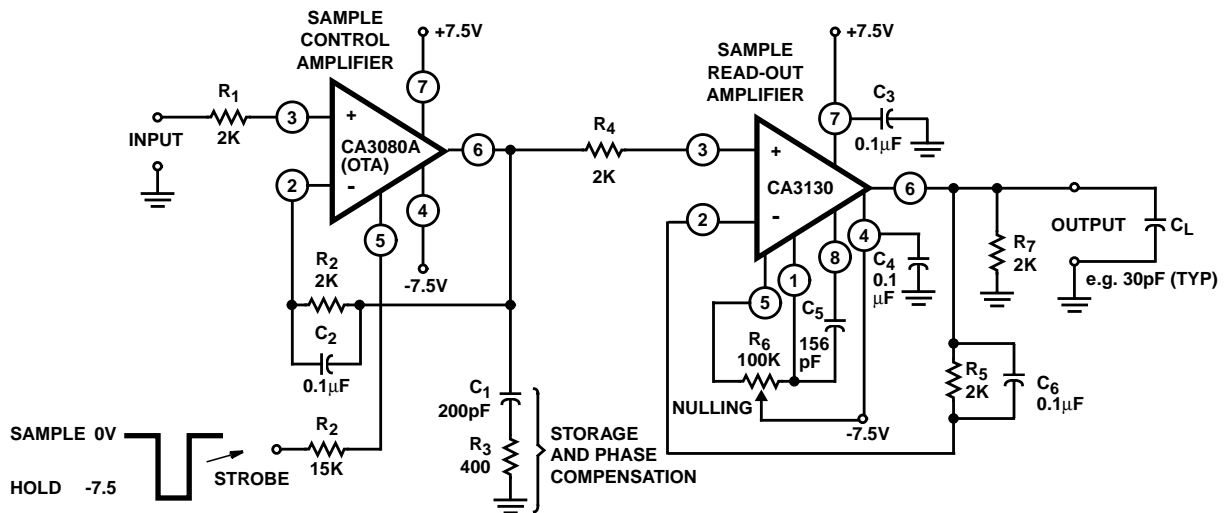 SAMPLE
CONTROL
AMPLIFIER
+7.5V
7
R1
2K
3
INPUT
+
CA3080A
(OTA)
-
6
2
5
4
-7.5V
R2
2K
C2
0.1μF
SAMPLE 0V
HOLD -7.5
STROBE
R2
15K
C1
200pF
R3
400
STORAGE
AND PHASE
COMPENSATION
R4
2K
SAMPLE
READ-OUT
AMPLIFIER
+7.5V
7
C3
0.1μF
3
+
CA3130
-
6
2
5
1
8
4
C4
0.1
μF
C5
156
pF
R6
100K
NULLING
-7.5V
R7
2K
OUTPUT
CL
e.g. 30pF (TYP)
R5
2K
C6
0.1μF